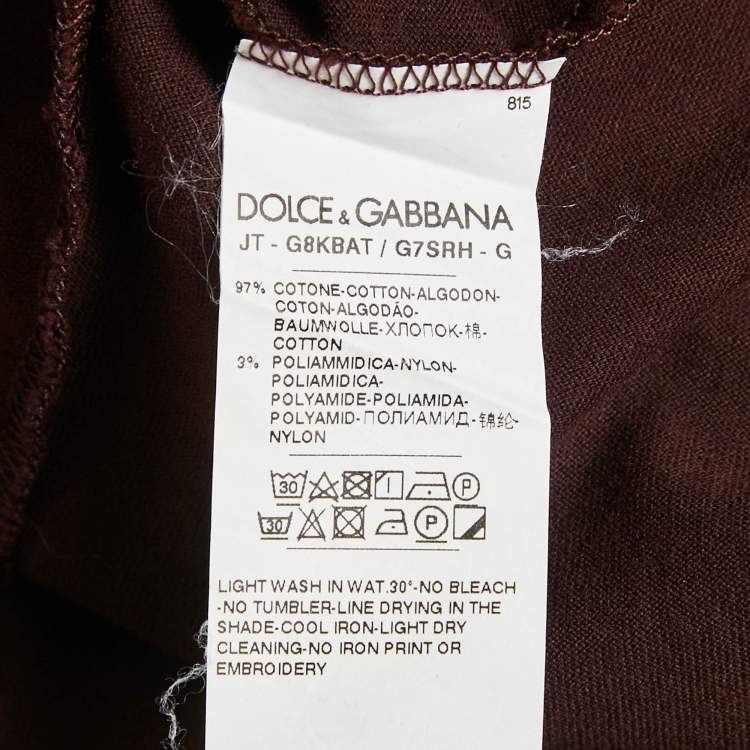 815
DOLCE & GABBANA
JT - G8KBAT / G7SRH - G
97% COTONE-COTTON-ALGODON-
COTON-ALGODÃO-
BAUMWOLLE-ХЛОПОК-棉-
COTTON
3% POLIAMMIDICA-NYLON-
POLIAMIDICA-
POLYAMIDE-POLIAMIDA-
POLYAMID-ПОЛИАМИД-锦纶-
NYLON
30 P
30 P
LIGHT WASH IN WAT.30°-NO BLEACH
-NO TUMBLER-LINE DRYING IN THE
SHADE-COOL IRON-LIGHT DRY
CLEANING-NO IRON PRINT OR
EMBROIDERY